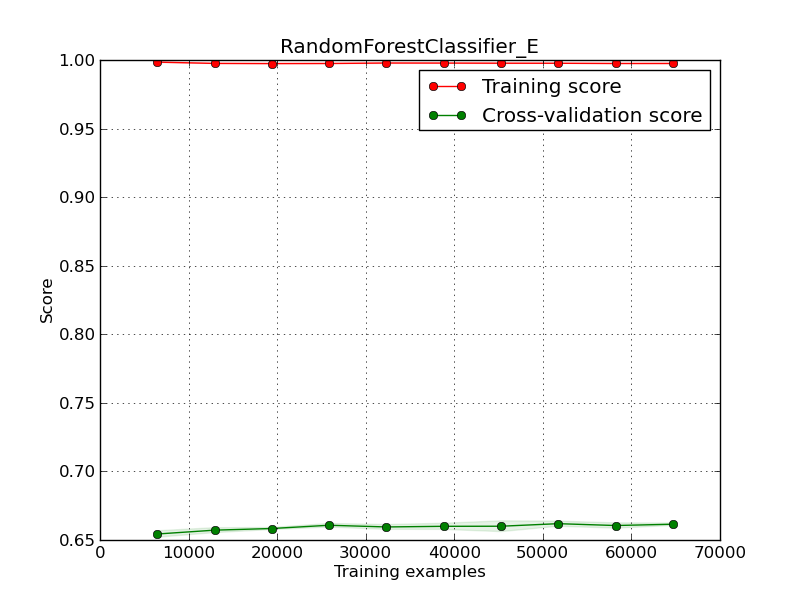 RandomForestClassifier_E
1.00
0.95
0.90
0.85
0.80
0.75
0.70
0.65
Score
Training score
Cross-validation score
0 10000 20000 30000 40000 50000 60000 70000
Training examples